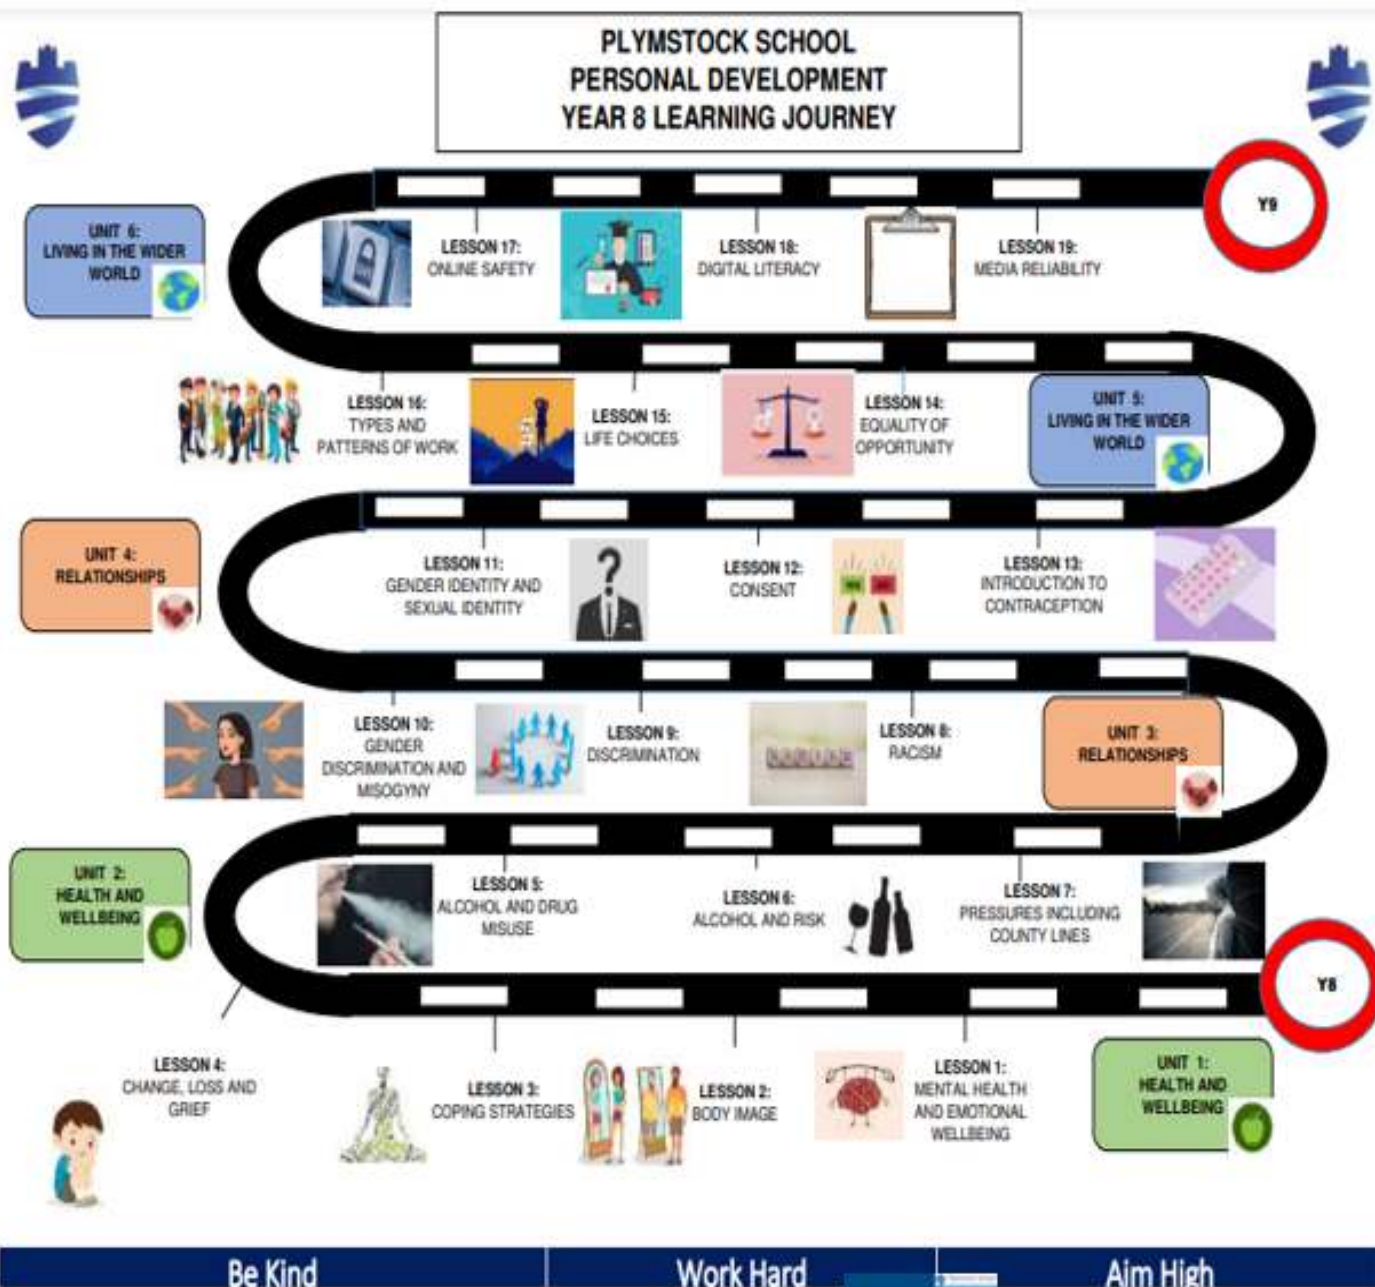 PLYMSTOCK SCHOOL
PERSONAL DEVELOPMENT
YEAR 8 LEARNING JOURNEY
Y9
UNIT 6:
LIVING IN THE WIDER
WORLD
LESSON 17:
ONLINE SAFETY
LESSON 18:
DIGITAL LITERACY
LESSON 19:
MEDIA RELIABILITY
LESSON 16:
TYPES AND
PATTERNS OF WORK
LESSON 15:
LIFE CHOICES
LESSON 14:
EQUALITY OF
OPPORTUNITY
UNIT 5:
LIVING IN THE WIDER
WORLD
UNIT 4:
RELATIONSHIPS
LESSON 11:
GENDER IDENTITY AND
SEXUAL IDENTITY
?
LESSON 12:
CONSENT
LESSON 13:
INTRODUCTION TO
CONTRACEPTION
LESSON 10:
GENDER
DISCRIMINATION AND
MISOGYNY
LESSON 9:
DISCRIMINATION
LESSON 8:
RACISM
UNIT 3:
RELATIONSHIPS
UNIT 2:
HEALTH AND
WELLBEING
LESSON 5:
ALCOHOL AND DRUG
MISUSE
LESSON 6:
ALCOHOL AND RISK
LESSON 7:
PRESSURES INCLUDING
COUNTY LINES
Y8
LESSON 4:
CHANGE, LOSS AND
GRIEF
LESSON 3:
COPING STRATEGIES
LESSON 2:
BODY IMAGE
LESSON 1:
MENTAL HEALTH
AND EMOTIONAL
WELLBEING
UNIT 1:
HEALTH AND
WELLBEING
Be Kind
Work Hard
Aim High